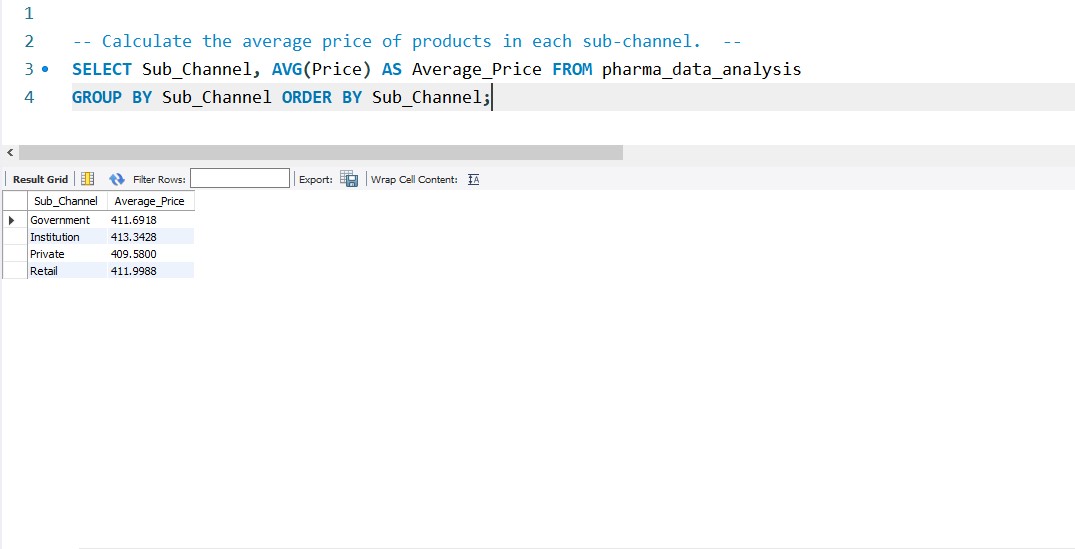 1
2 -- Calculate the average price of products in each sub-channel. --
3 SELECT Sub_Channel, AVG(Price) AS Average_Price FROM pharma_data_analysis
4 GROUP BY Sub_Channel ORDER BY Sub_Channel;
Result Grid Filter Rows: Export: Wrap Cell Content: IA
Sub_Channel Average_Price
Government 411.6918
Institution 413.3428
Private 409.5800
Retail 411.9988